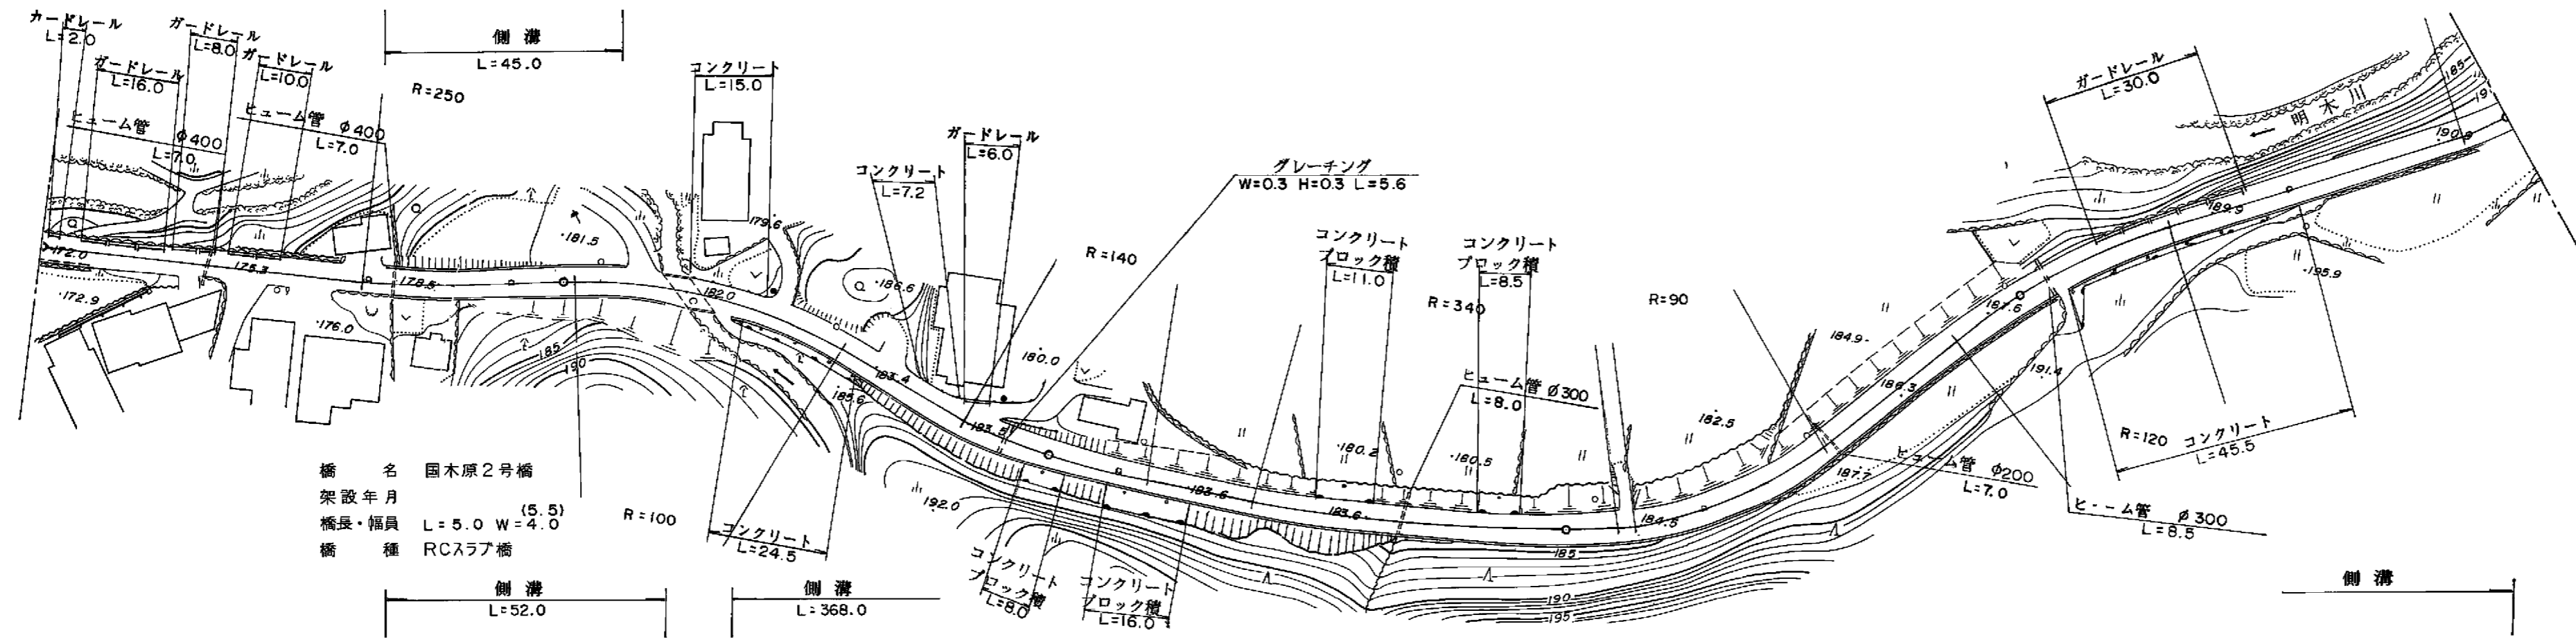 カードレール
L=2.0
ガードレール
L=16.0
ガードレール
L=8.0
ガードレール
L=10.0
ヒューム管 φ400
L=7.0
ヒューム管 φ400
L=7.0
側溝
L=45.0
R=250
コンクリート
L=15.0
コンクリート
L=7.2
ガードレール
L=6.0
グレーチング
W=0.3 H=0.3 L=5.6
R=140
コンクリート
ブロック積
L=11.0
コンクリート
ブロック積
L=8.5
R=340
R=90
ヒューム管 φ300
L=8.0
ガードレール
L=30.0
明木川
185
190.9
189.9
195.9
187.6
184.9
186.3
191.4
182.5
187.7
184.5
180.5
180.2
183.6
183.6
185
190
195
180.0
183.5
183.4
185.6
192.0
186.6
179.6
182.0
181.5
178.5
175.3
172.0
172.9
176.0
185
190
R=120
コンクリート
L=45.5
ヒューム管 φ200
L=7.0
ヒューム管 φ300
L=8.5
橋名 国木原2号橋
架設年月
(5.5)
橋長・幅員 L=5.0 W=4.0
橋種 RCスラブ橋
R=100
コンクリート
L=24.5
コンクリート
ブロック積
L=8.0
コンクリート
ブロック積
L=16.0
側溝
L=52.0
側溝
L=368.0
側溝